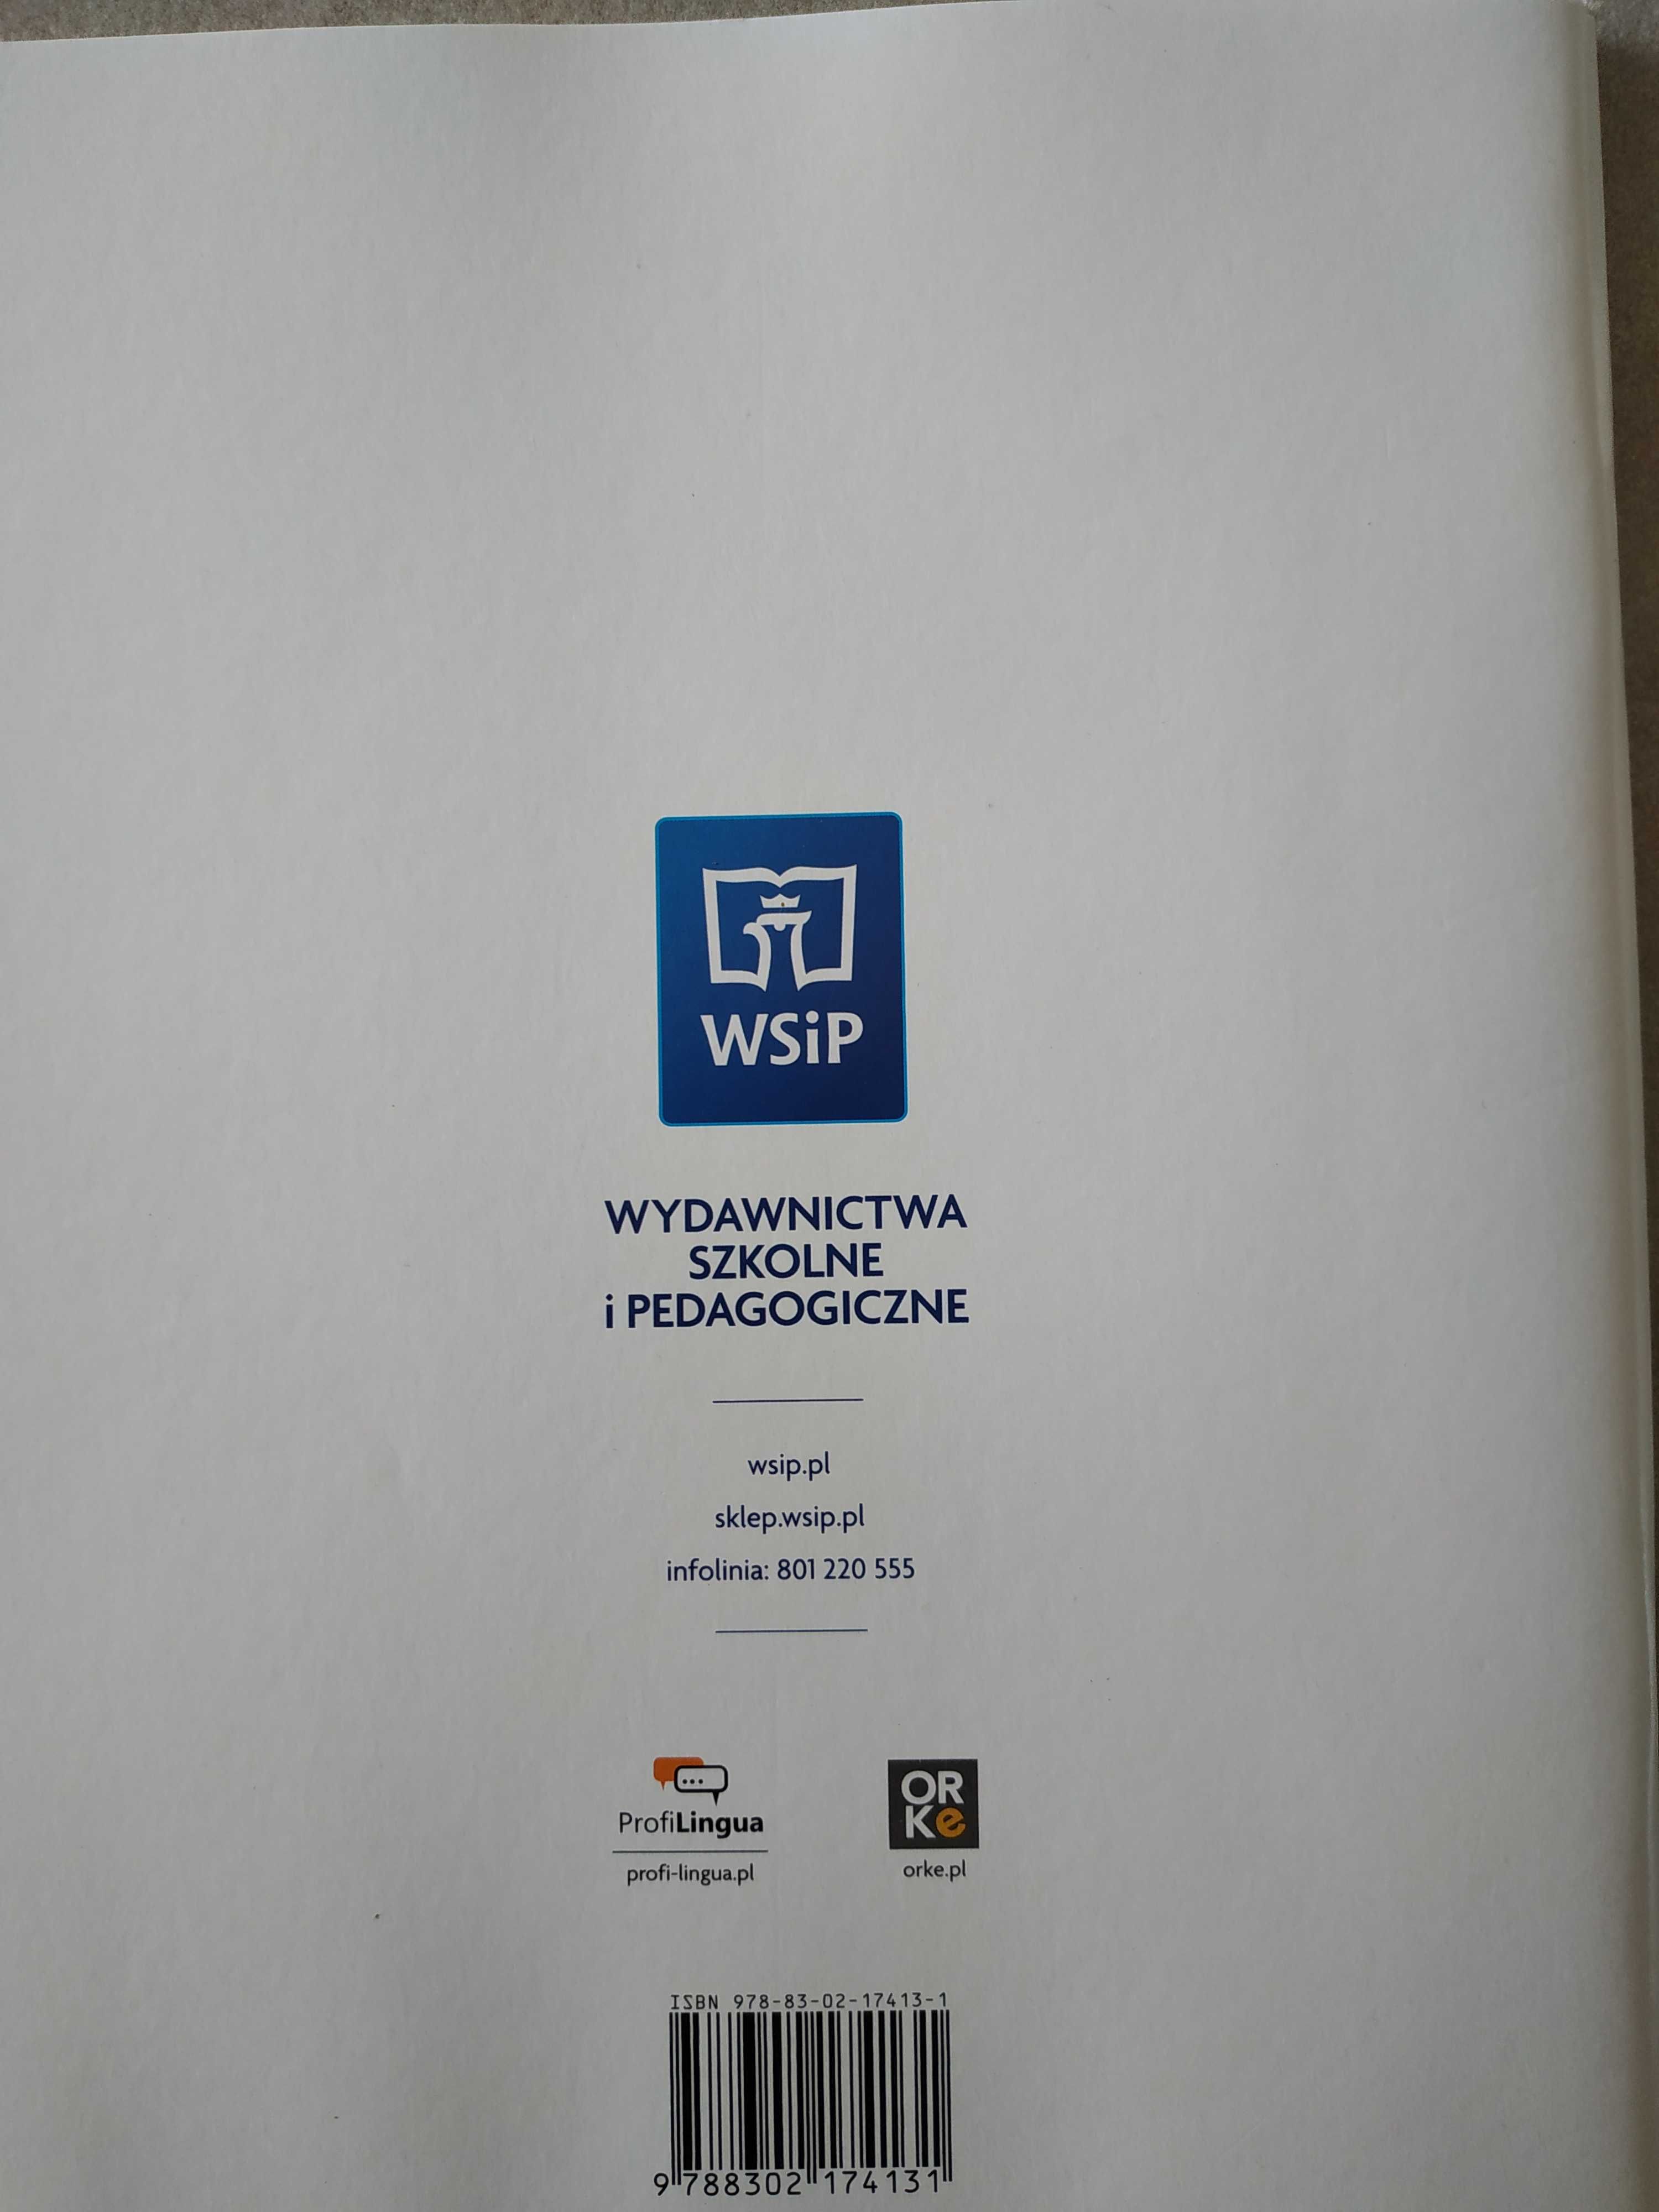 WSiP
WYDAWNICTWA
SZKOLNE
i PEDAGOGICZNE
wsip.pl
sklep.wsip.pl
infolinia: 801 220 555
ProfiLingua
profi-lingua.pl
OR
Ke
orke.pl
ISBN 978-83-02-17413-1
9 788302 174131